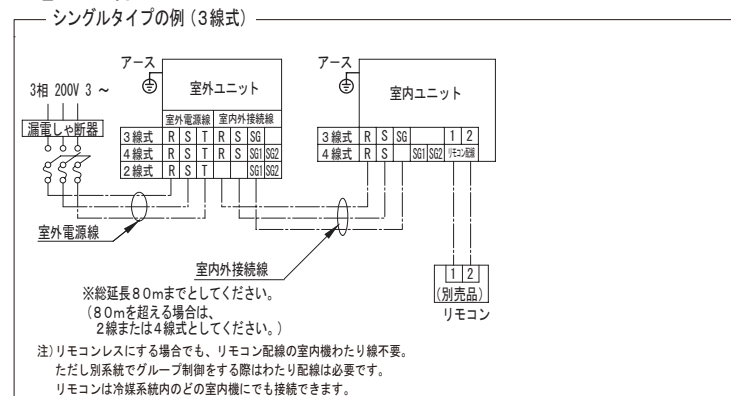 シングルタイプの例(3線式)
アース
アース
3相 200V 3 ~
室外ユニット
室内ユニット
漏電しゃ断器
室外電源線 室内外接続線
3線式 R S T R S SG
4線式 R S T R S SG1 SG2
2線式 R S T SG1 SG2
3線式 R S SG 1 2
4線式 R S SG1 SG2 リモコン配線
室外電源線
室内外接続線
1 2
(別売品)
リモコン
※総延長80mまでとしてください。
(80mを超える場合は、
2線または4線式としてください。)
注)リモコンレスにする場合でも、リモコン配線の室内機わたり線不要。
ただし別系統でグループ制御をする際はわたり配線は必要です。
リモコンは冷媒系統内のどの室内機にでも接続できます。